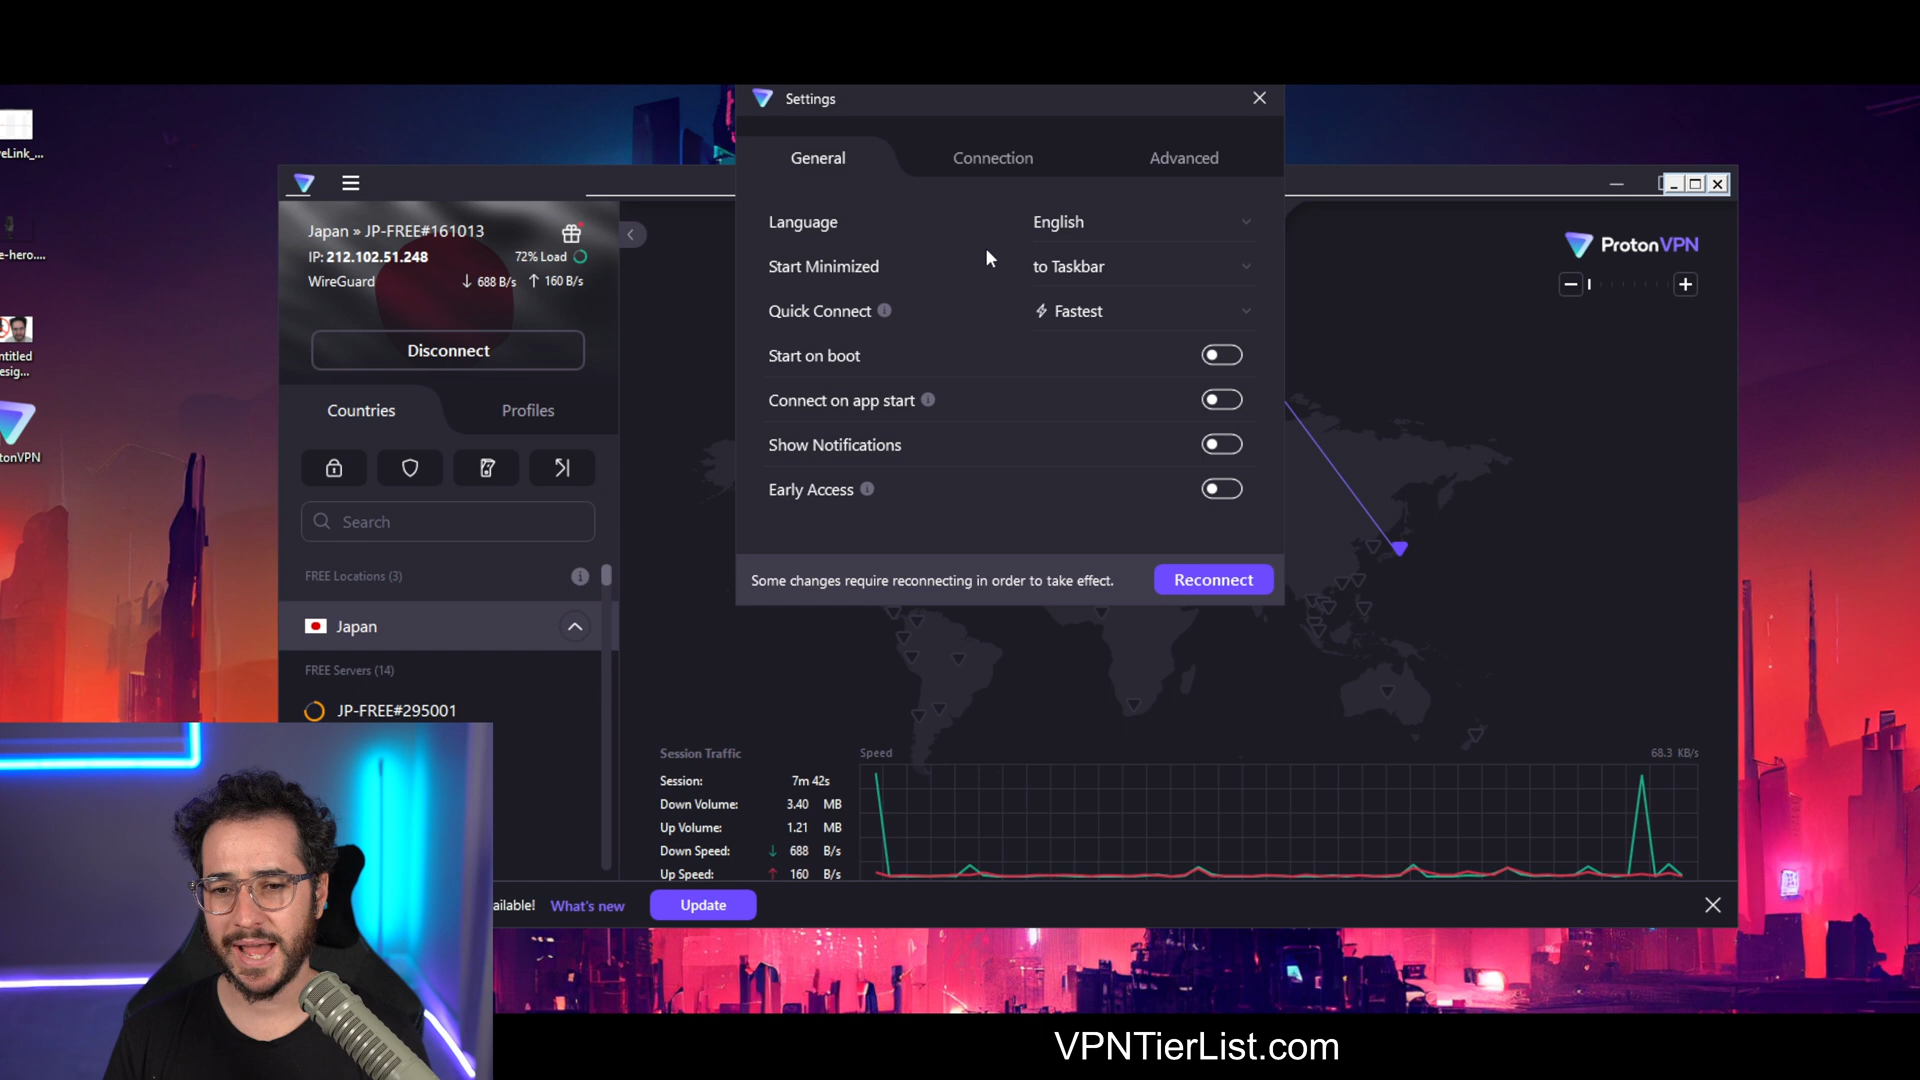 eLink_...
e-hero....
ntitled
esig...
tonVPN
Settings
General
Connection
Advanced
Language
English
Start Minimized
to Taskbar
Quick Connect
Fastest
Start on boot
Connect on app start
Show Notifications
Early Access
Some changes require reconnecting in order to take effect.
Reconnect
Japan » JP-FREE#161013
IP: 212.102.51.248
72% Load
WireGuard
↓ 688 B/s ↑ 160 B/s
Disconnect
Countries
Profiles
Search
FREE Locations (3)
Japan
FREE Servers (14)
JP-FREE#295001
ProtonVPN
Session Traffic
Session: 7m 42s
Down Volume: 3.40 MB
Up Volume: 1.21 MB
Down Speed: ↓ 688 B/s
Up Speed: ↑ 160 B/s
Speed
68.3 KB/s
ailable!
What's new
Update
VPNTierList.com